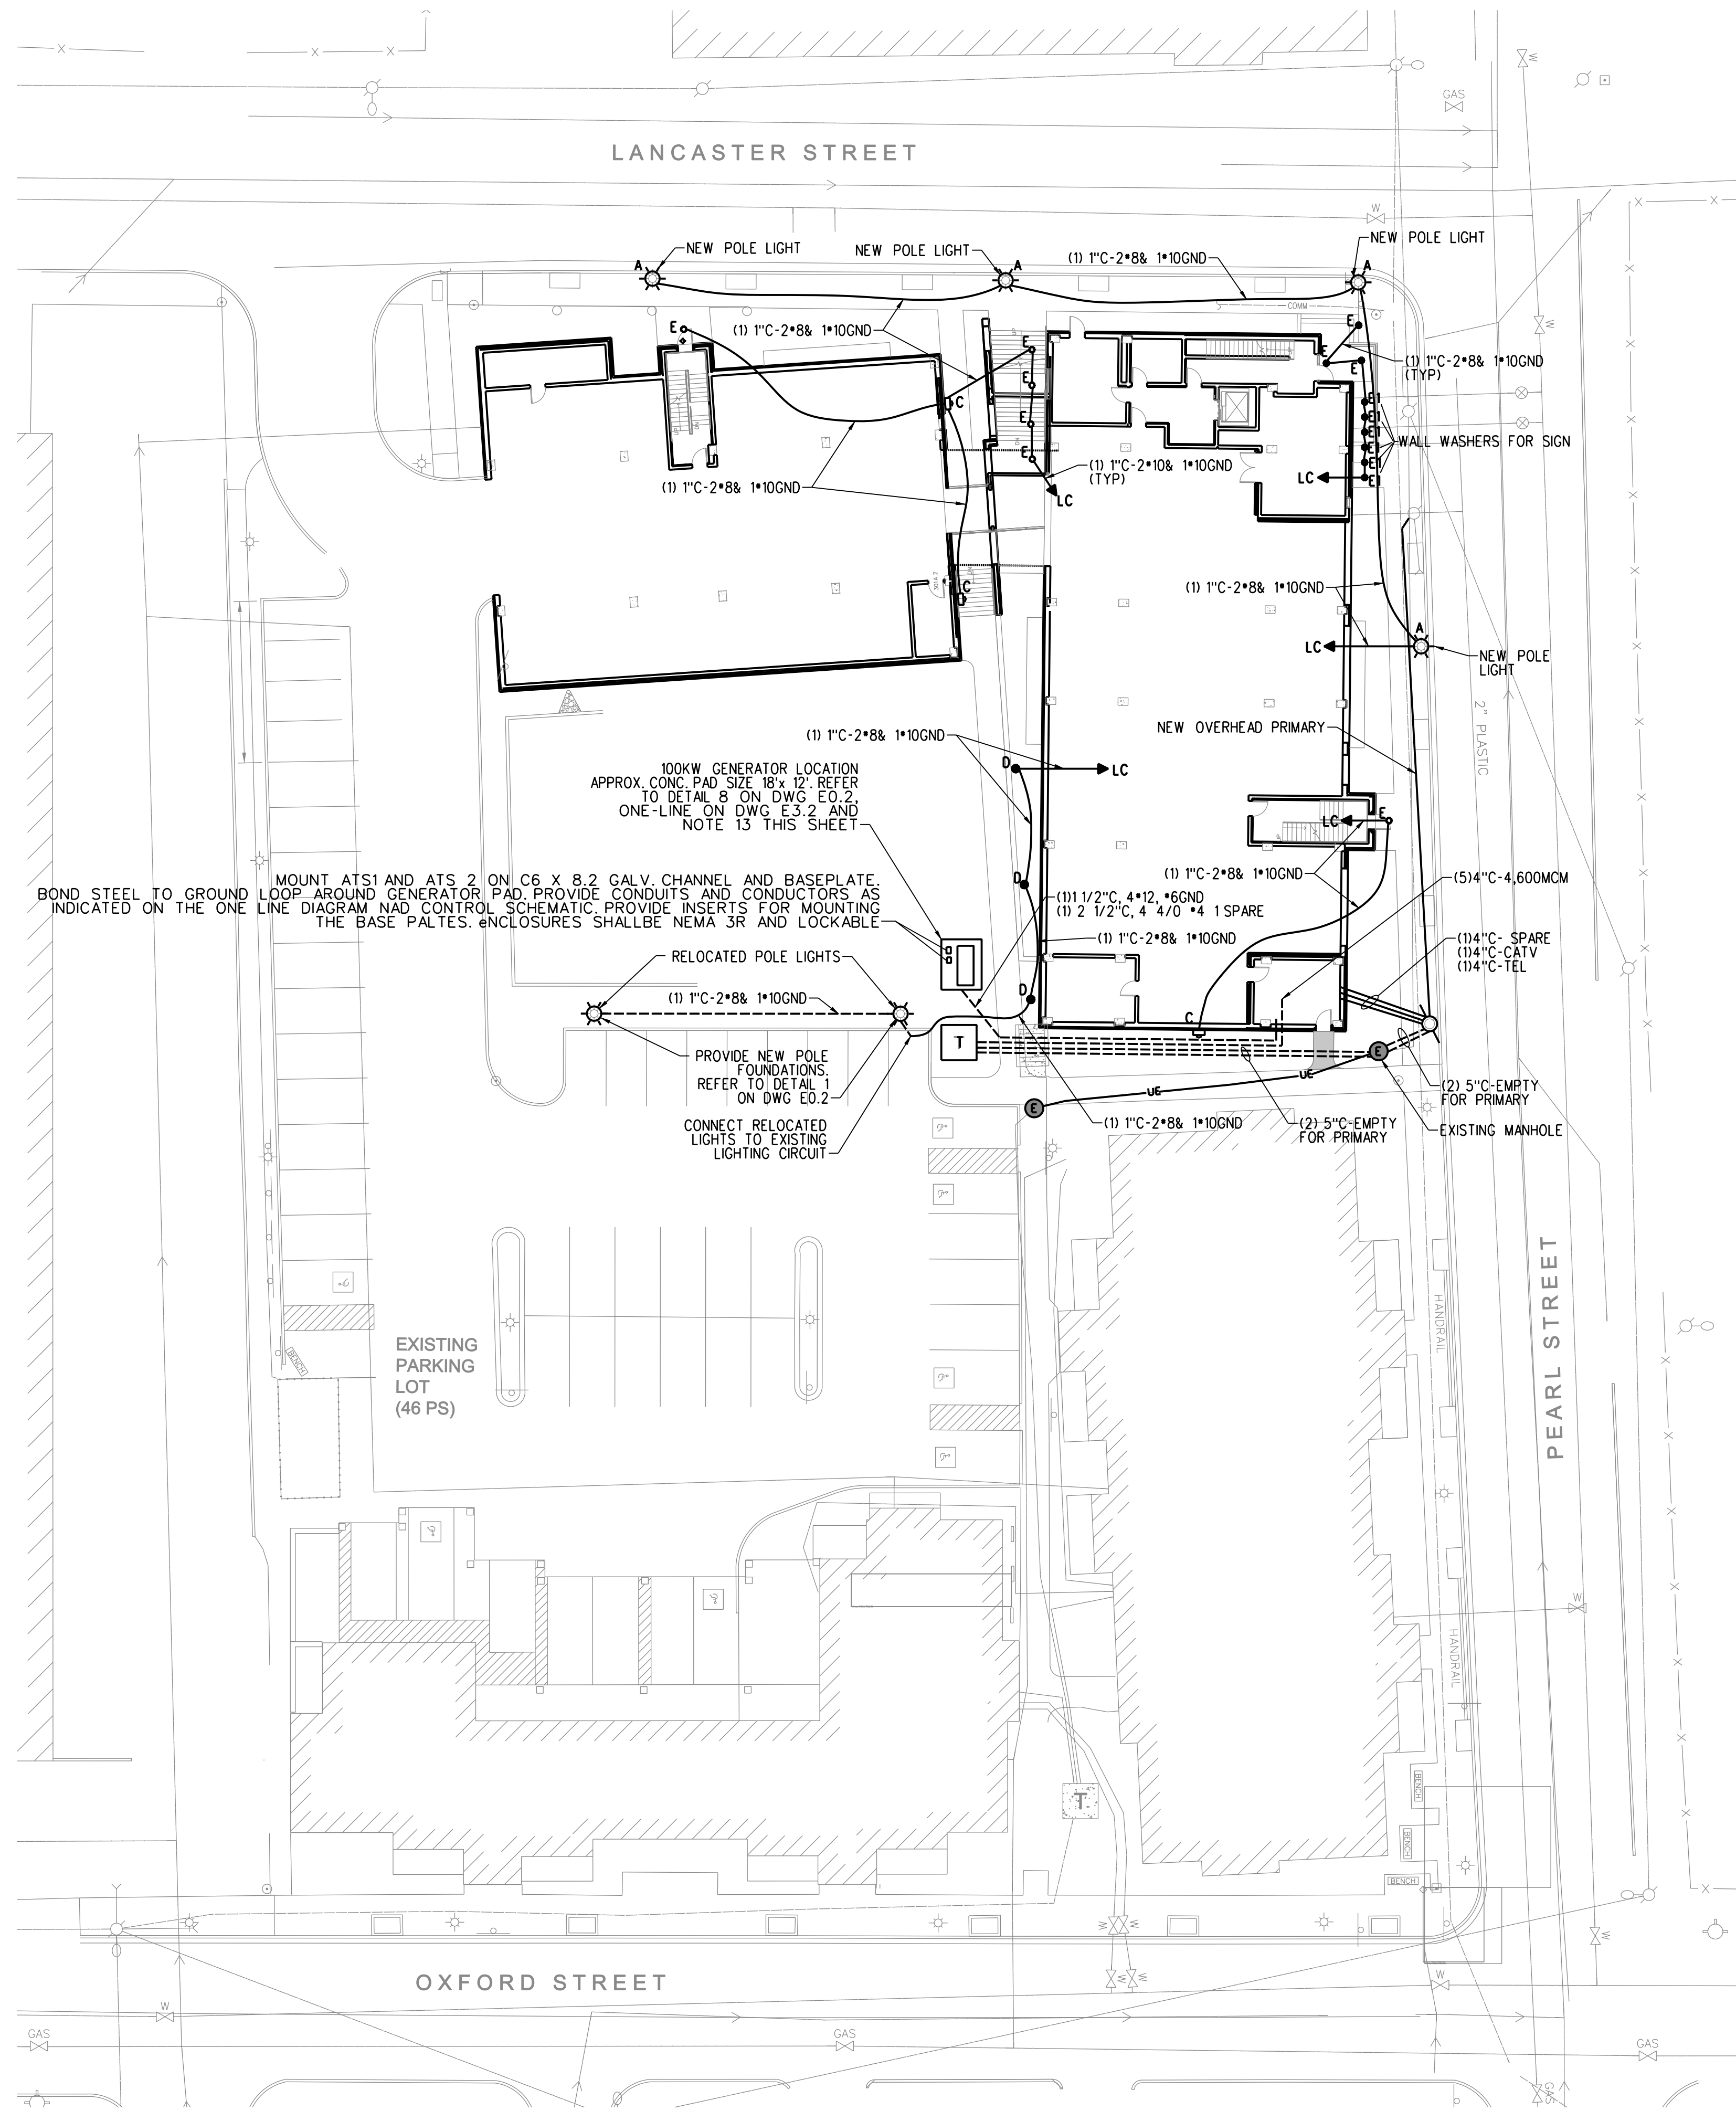 GAS
W
LANCASTER STREET
W
NEW POLE LIGHT
NEW POLE LIGHT
(1) 1"C-2#8& 1#10GND
NEW POLE LIGHT
A
A
A
COMM
W
(1) 1"C-2#8& 1#10GND
E
E
E
E
E
(1) 1"C-2#8& 1#10GND
(TYP)
E
E
E
C
E1
E1
E1
E1
E1
E1
WALL WASHERS FOR SIGN
UP
DN
DN
(1) 1"C-2#8& 1#10GND
(1) 1"C-2#10& 1#10GND
(TYP)
LC
LC
C
(1) 1"C-2#8& 1#10GND
A
LC
NEW POLE
LIGHT
2" PLASTIC
NEW OVERHEAD PRIMARY
(1) 1"C-2#8& 1#10GND
D
LC
100KW GENERATOR LOCATION
APPROX. CONC. PAD SIZE 18'x 12'. REFER
TO DETAIL 8 ON DWG E0.2,
ONE-LINE ON DWG E3.2 AND
NOTE 13 THIS SHEET
LC
E
MOUNT ATS1 AND ATS 2 ON C6 X 8.2 GALV. CHANNEL AND BASEPLATE.
BOND STEEL TO GROUND LOOP AROUND GENERATOR PAD. PROVIDE CONDUITS AND CONDUCTORS AS
INDICATED ON THE ONE LINE DIAGRAM NAD CONTROL SCHEMATIC. PROVIDE INSERTS FOR MOUNTING
THE BASE PALTES. eNCLOSURES SHALLBE NEMA 3R AND LOCKABLE
D
(1) 1"C-2#8& 1#10GND
(5)4"C-4,600MCM
(1)1 1/2"C, 4#12, #6GND
(1) 2 1/2"C, 4 4/0 #4 1 SPARE
(1) 1"C-2#8& 1#10GND
(1)4"C- SPARE
(1)4"C-CATV
(1)4"C-TEL
RELOCATED POLE LIGHTS
(1) 1"C-2#8& 1#10GND
D
C
T
PROVIDE NEW POLE
FOUNDATIONS.
REFER TO DETAIL 1
ON DWG E0.2
E
UE
UE
E
(2) 5"C-EMPTY
FOR PRIMARY
CONNECT RELOCATED
LIGHTS TO EXISTING
LIGHTING CIRCUIT
(1) 1"C-2#8& 1#10GND
(2) 5"C-EMPTY
FOR PRIMARY
EXISTING MANHOLE
HANDRAIL
PEARL STREET
BENCH
EXISTING
PARKING
LOT
(46 PS)
W
HANDRAIL
T
BENCH
BENCH
BENCH
W
W
W
OXFORD STREET
W
W
W
W
GAS
GAS
GAS
GAS